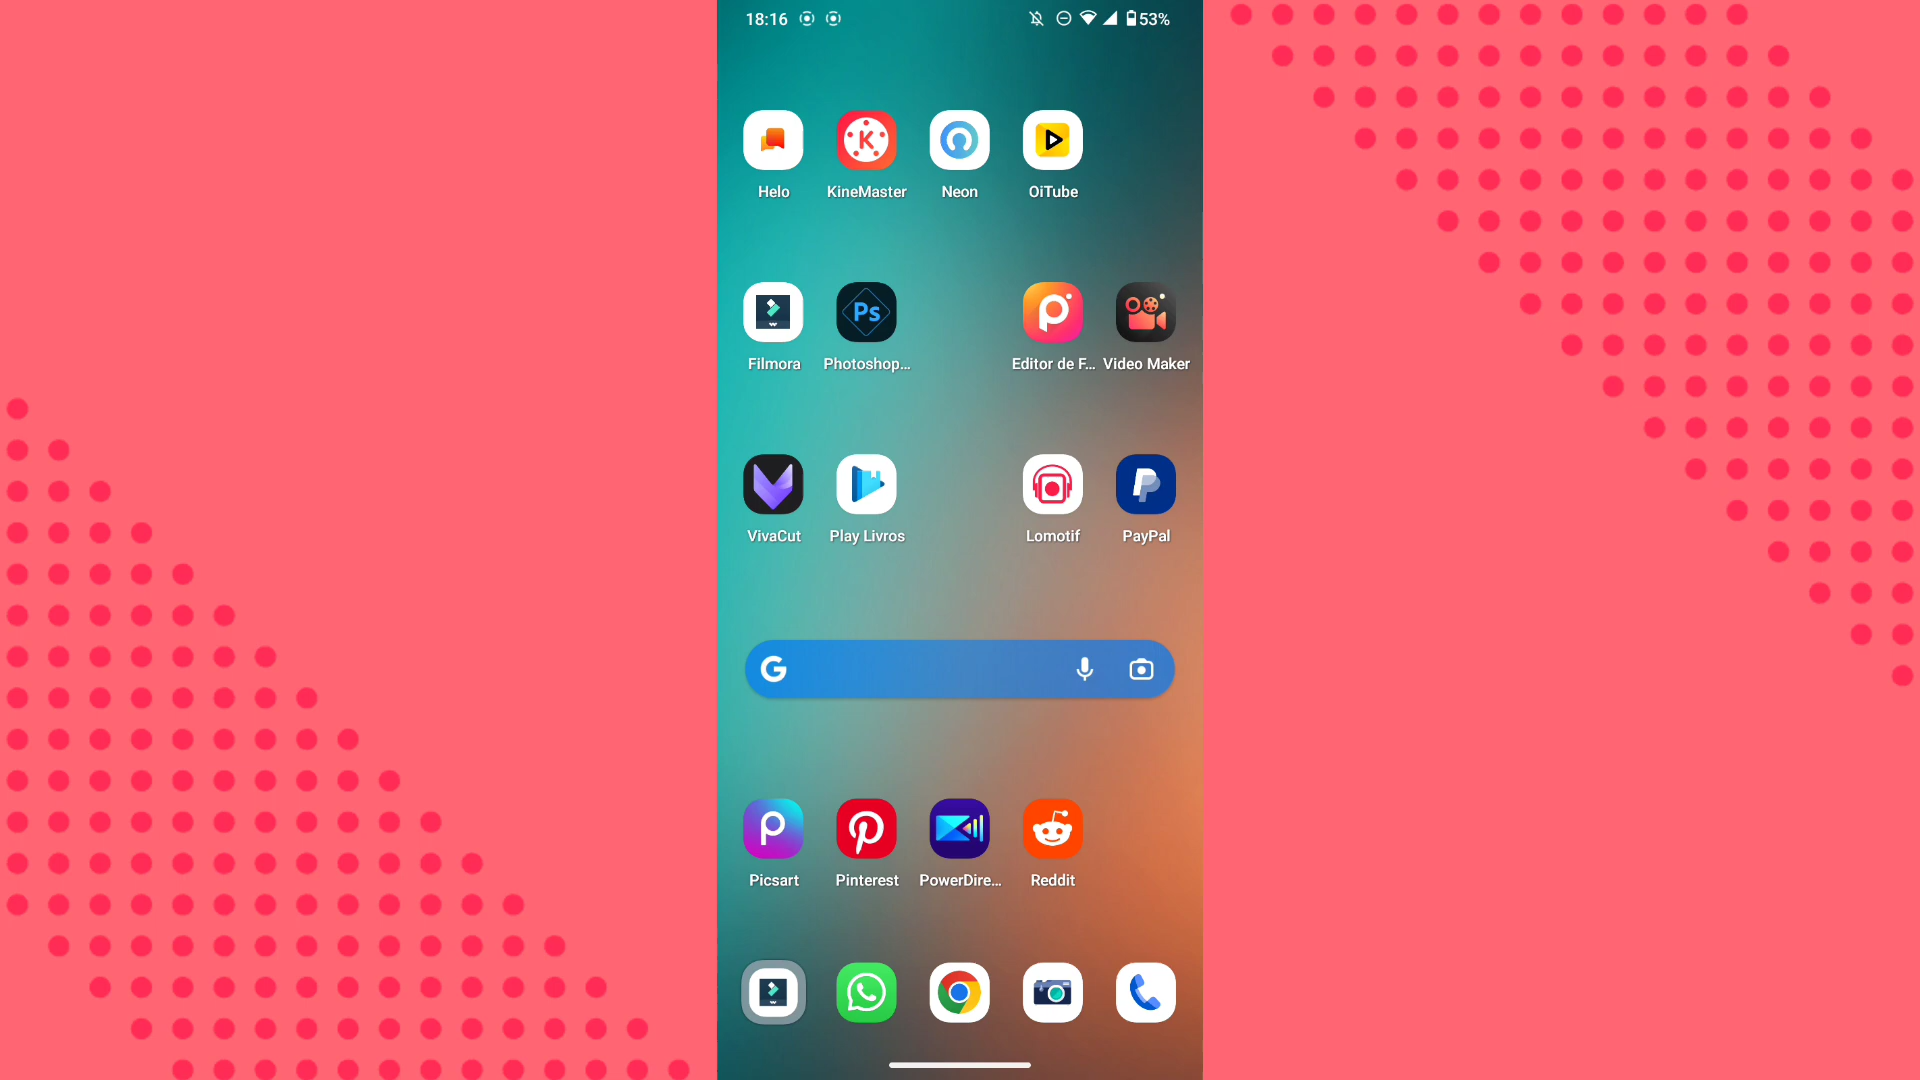 18:16 53%
Helo KineMaster Neon OiTube
K
Ps
Filmora Photoshop... Editor de F... Video Maker
VivaCut Play Livros Lomotif PayPal
G
Picsart Pinterest PowerDire... Reddit